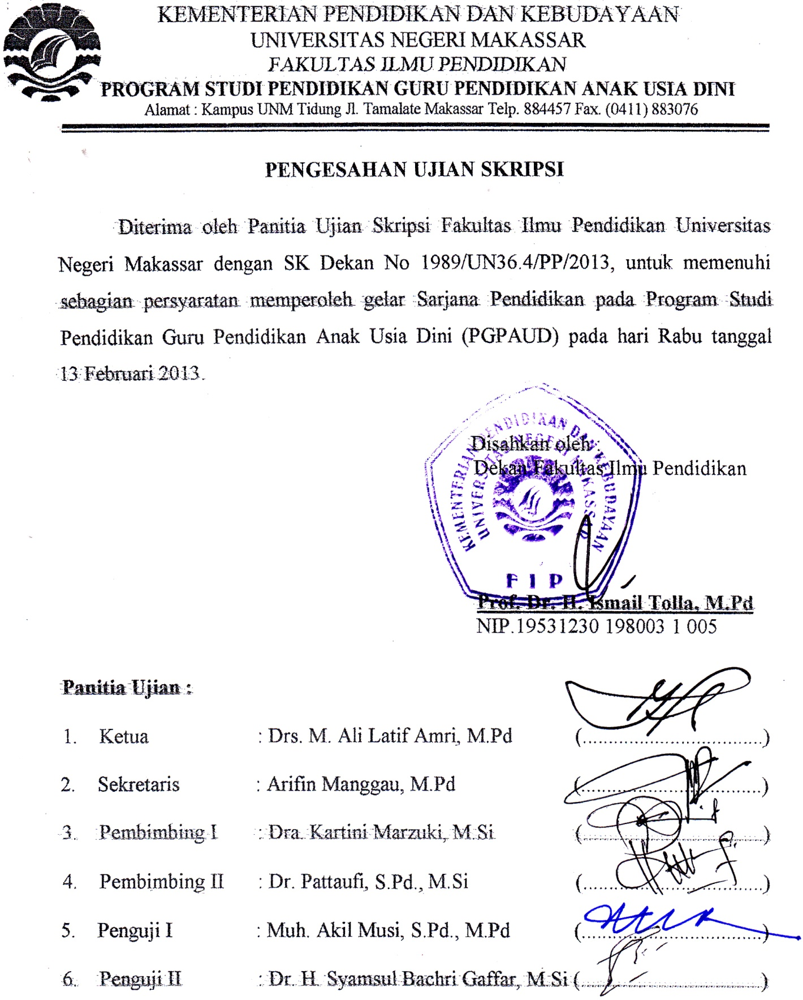 KEMENTERIAN PENDIDIKAN DAN KEBUDAYAAN
UNIVERSITAS NEGERI MAKASSAR
FAKULTAS ILMU PENDIDIKAN
PROGRAM STUDI PENDIDIKAN GURU PENDIDIKAN ANAK USIA DINI
Alamat : Kampus UNM Tidung Jl. Tamalate Makassar Telp. 884457 Fax. (0411) 883076
PENGESAHAN UJIAN SKRIPSI
Diterima oleh Panitia Ujian Skripsi Fakultas Ilmu Pendidikan Universitas
Negeri Makassar dengan SK Dekan No 1989/UN36.4/PP/2013, untuk memenuhi
sebagian persyaratan memperoleh gelar Sarjana Pendidikan pada Program Studi
Pendidikan Guru Pendidikan Anak Usia Dini (PGPAUD) pada hari Rabu tanggal
13 Februari 2013.
Disahkan oleh :
Dekan Fakultas Ilmu Pendidikan
KEMENTERIAN PENDIDIKAN DAN KEBUDAYAAN
UNIVERSITAS NEGERI MAKASSAR
F I P
Prof. Dr. H. Ismail Tolla, M.Pd
NIP.19531230 198003 1 005
Panitia Ujian :
1. Ketua : Drs. M. Ali Latif Amri, M.Pd (...................................)
2. Sekretaris : Arifin Manggau, M.Pd (...................................)
3. Pembimbing I : Dra. Kartini Marzuki, M.Si (...................................)
4. Pembimbing II : Dr. Pattaufi, S.Pd., M.Si (...................................)
5. Penguji I : Muh. Akil Musi, S.Pd., M.Pd (...................................)
6. Penguji II : Dr. H. Syamsul Bachri Gaffar, M.Si (...................................)